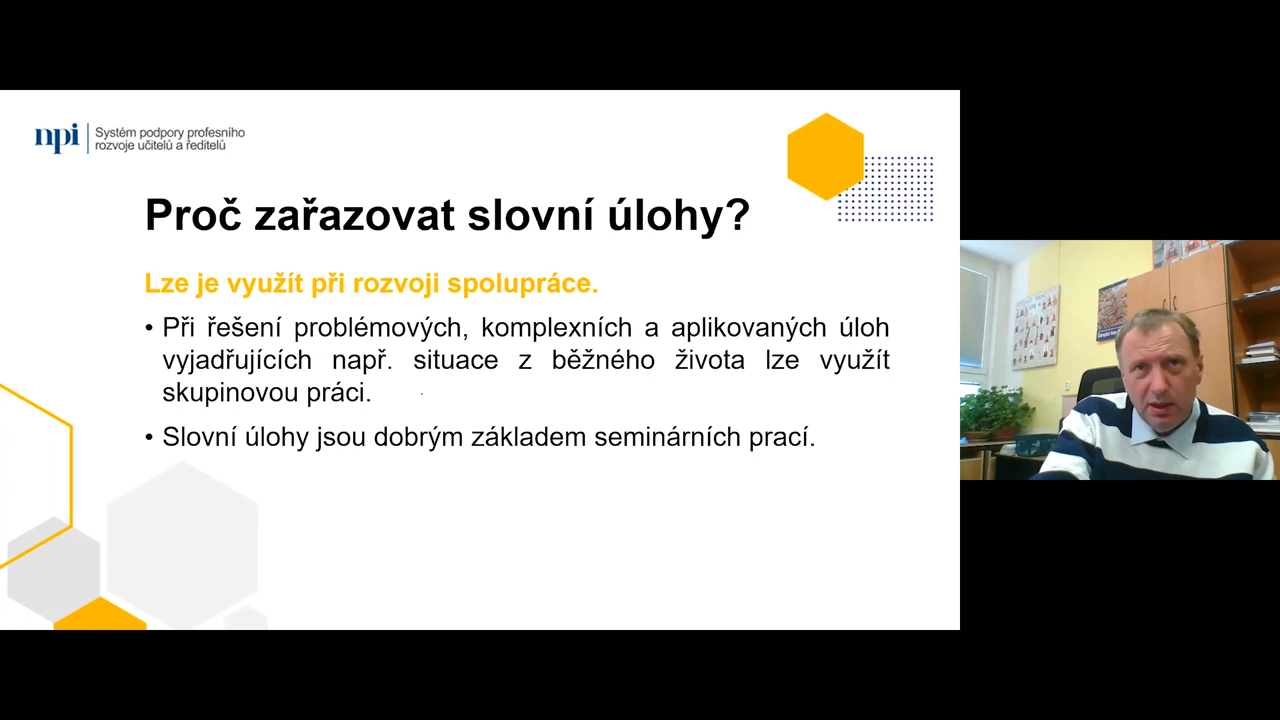 npi
Systém podpory profesního
rozvoje učitelů a ředitelů
Proč zařazovat slovní úlohy?
Lze je využít při rozvoji spolupráce.
• Při řešení problémových, komplexních a aplikovaných úloh
vyjadřujících např. situace z běžného života lze využít
skupinovou práci.
• Slovní úlohy jsou dobrým základem seminárních prací.